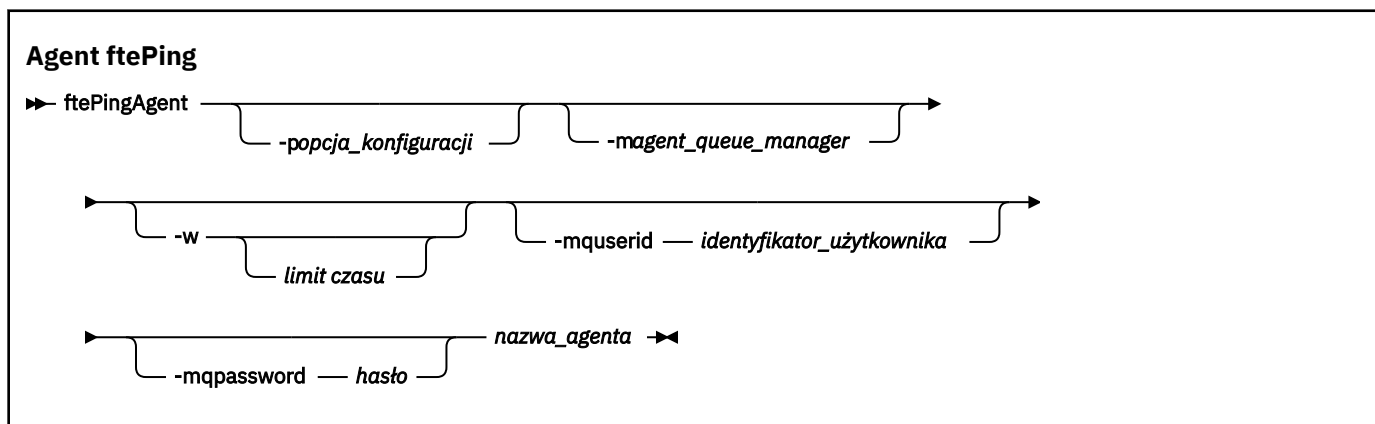 Agent ftePing
ftePingAgent
-popcja_konfiguracji -magent_queue_manager
-w -mquserid identyfikator_użytkownika
limit czasu
nazwa_agenta
-mqpassword hasło